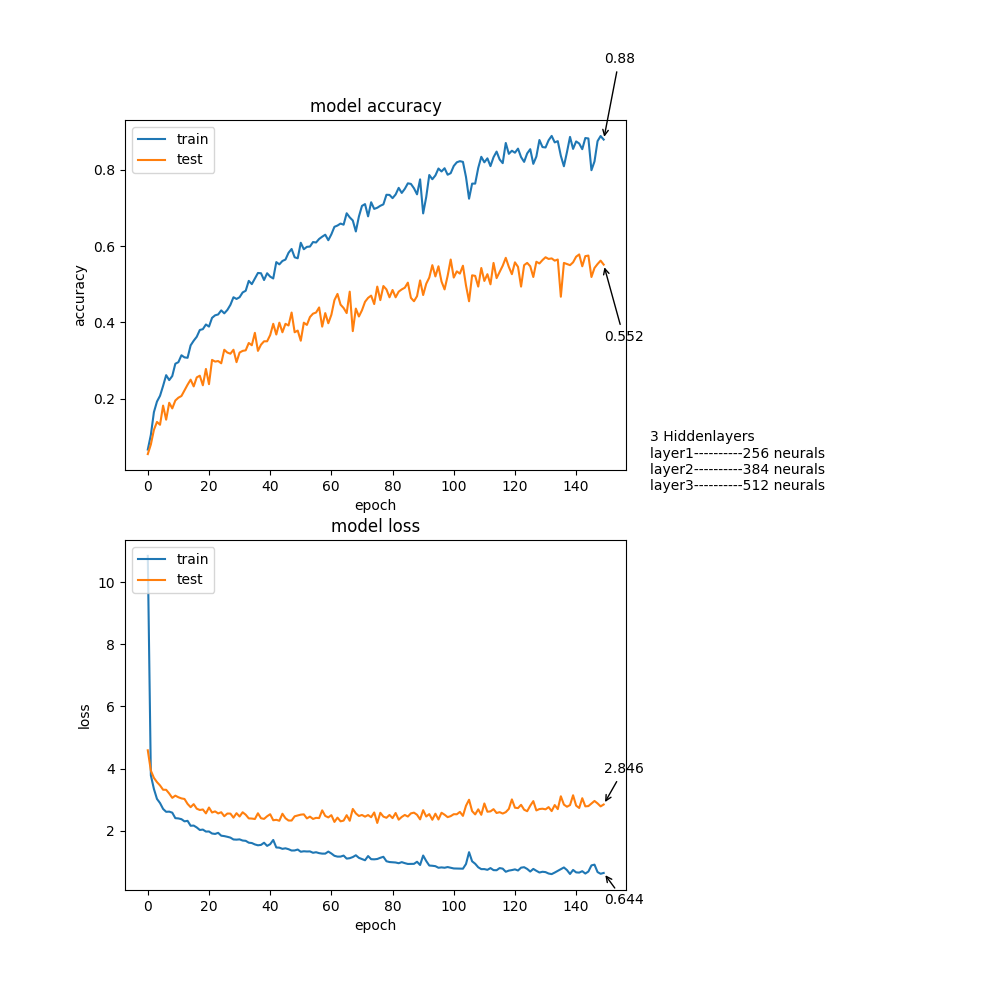 0.88
model accuracy
train
test
0.8
0.6
0.4
0.2
accuracy
0.552
0 20 40 60 80 100 120 140
epoch
3 Hiddenlayers
layer1----------256 neurals
layer2----------384 neurals
layer3----------512 neurals
model loss
train
test
10
8
6
4
2
loss
2.846
0.644
0 20 40 60 80 100 120 140
epoch